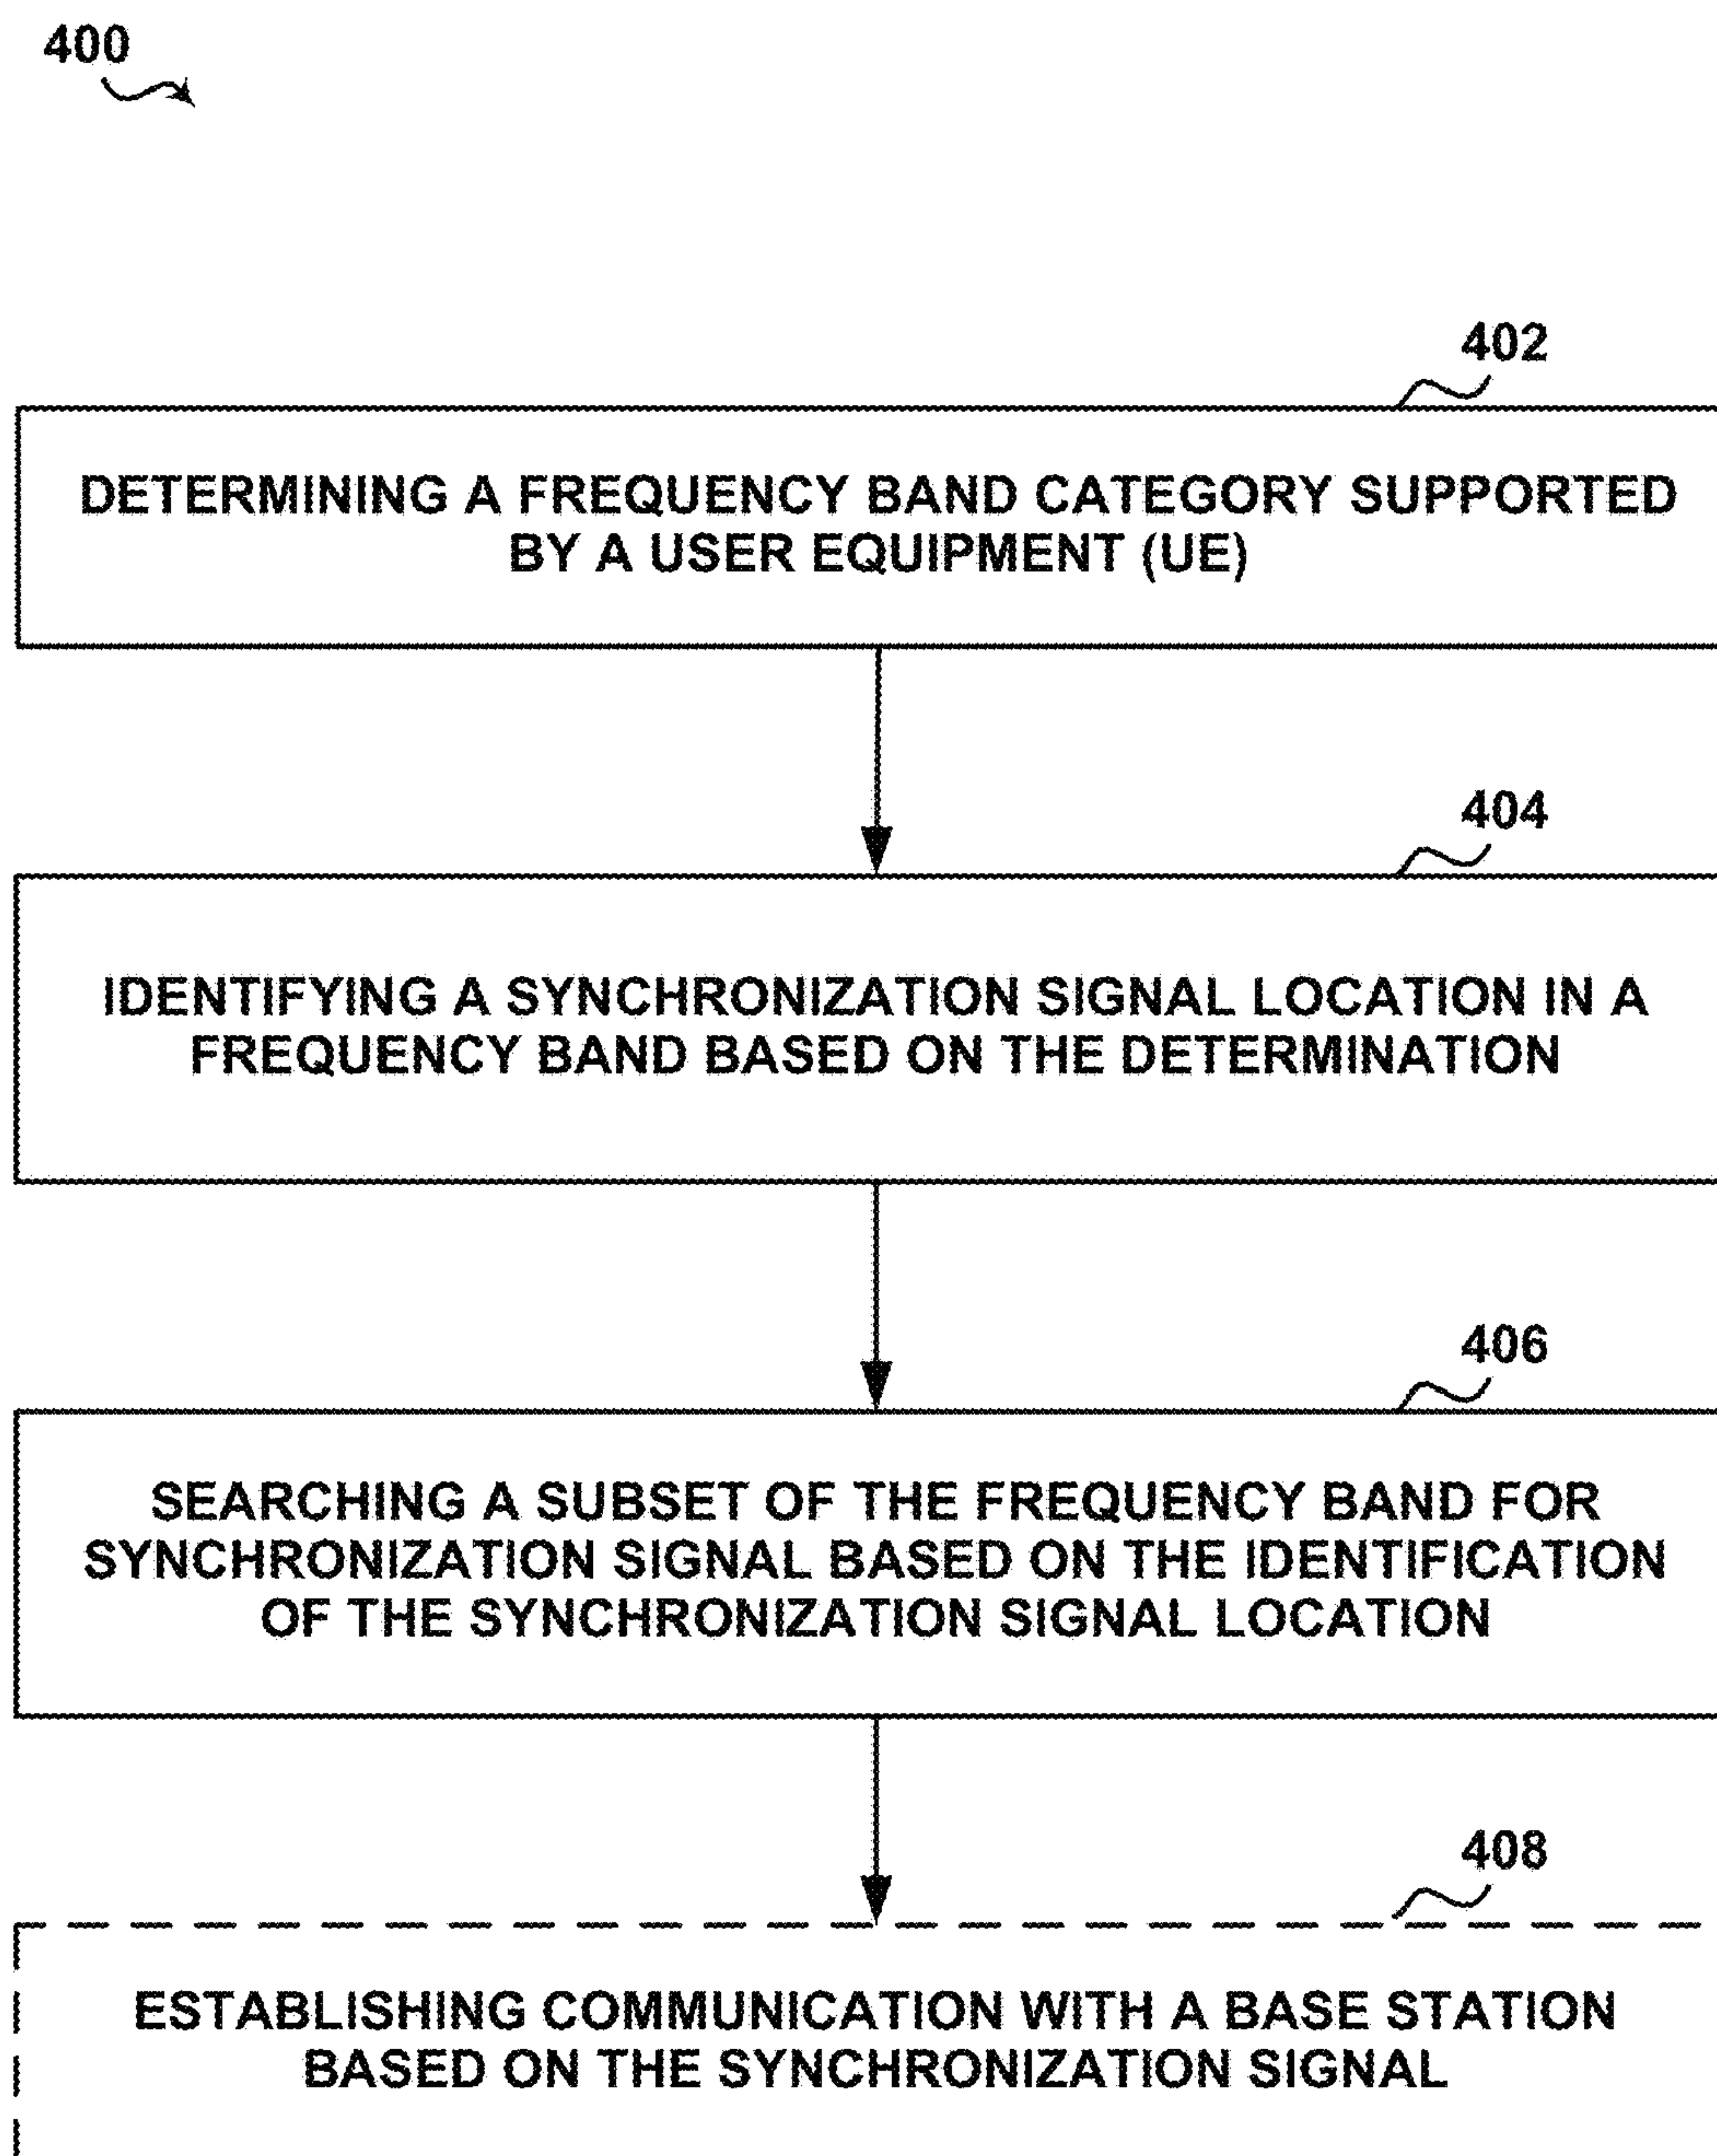 400
402
DETERMINING A FREQUENCY BAND CATEGORY SUPPORTED
BY A USER EQUIPMENT (UE)
404
IDENTIFYING A SYNCHRONIZATION SIGNAL LOCATION IN A
FREQUENCY BAND BASED ON THE DETERMINATION
406
SEARCHING A SUBSET OF THE FREQUENCY BAND FOR
SYNCHRONIZATION SIGNAL BASED ON THE IDENTIFICATION
OF THE SYNCHRONIZATION SIGNAL LOCATION
408
ESTABLISHING COMMUNICATION WITH A BASE STATION
BASED ON THE SYNCHRONIZATION SIGNAL